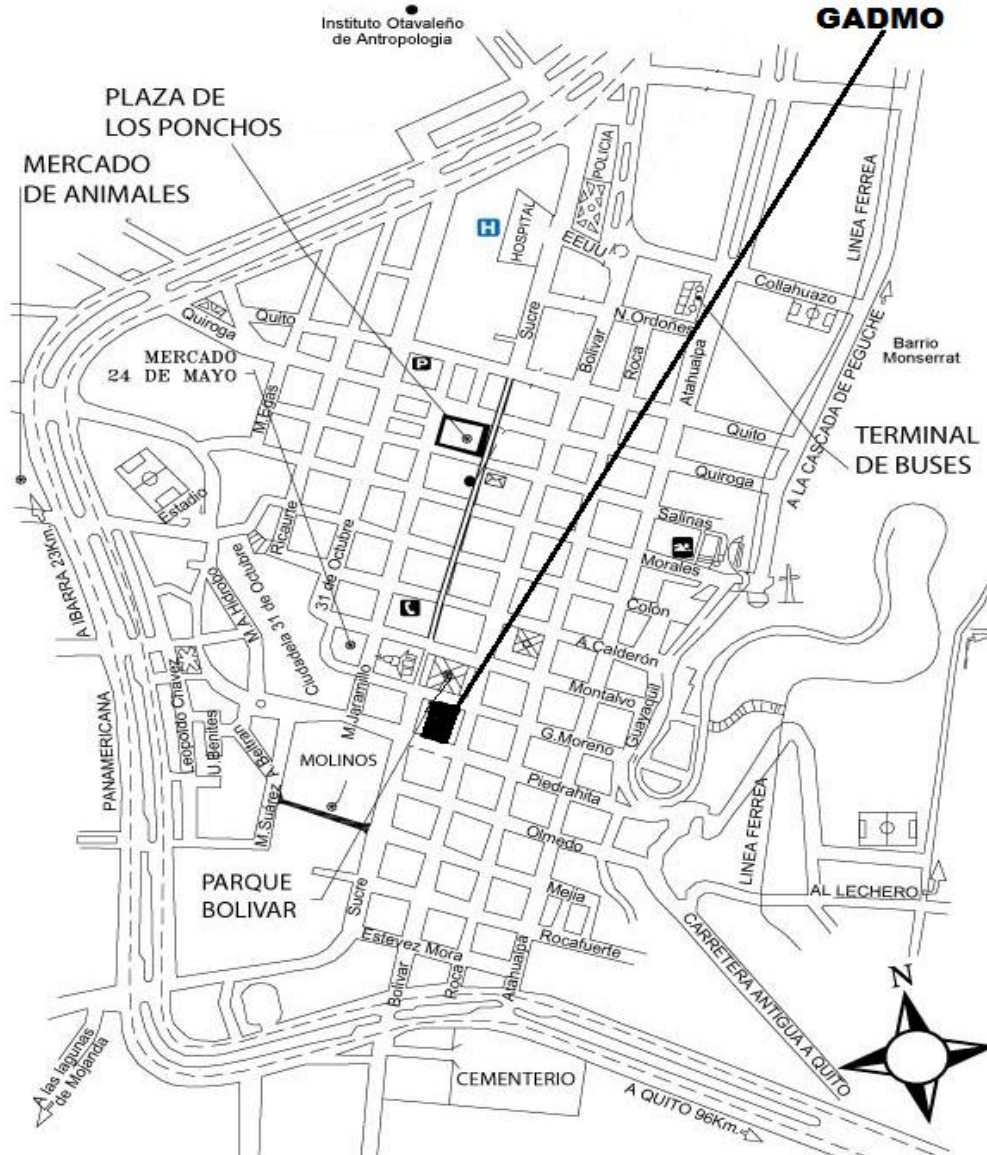 GADMO
Instituto Otavaleño
de Antropologia
PLAZA DE
LOS PONCHOS
MERCADO
DE ANIMALES
POLICIA
HOSPITAL
H
EEUU
LINEA FERREA
Collahuazo
Quiroga
Quito
Sucre
N.Ordoñes
Bolivar
Roca
Atahualpa
Barrio
Monserrat
MERCADO
24 DE MAYO
P
M.Egas
A LA CASCADA DE PEGUCHE
Quito
TERMINAL
DE BUSES
Quiroga
Estadio
Salinas
Ricaurte
31 de Octubre
Morales
A IBARRA 23Km.
M.A Hidrobo
Ciudadela 31 de Octubre
Colón
A.Calderón
Leopoldo Chávez
U.Benites
M.Jaramillo
Montalvo
Guayaquil
A.Beltran
G.Moreno
PANAMERICANA
MOLINOS
Piedrahita
M.Suarez
Olmedo
LINEA FERREA
PARQUE
BOLIVAR
Sucre
Mejia
AL LECHERO
Estevez Mora
Rocafuerte
CARRETERA ANTIGUA A QUITO
Bolivar
Roca
Atahualpa
N
A las lagunas
de Mojanda
CEMENTERIO
A QUITO 96Km.